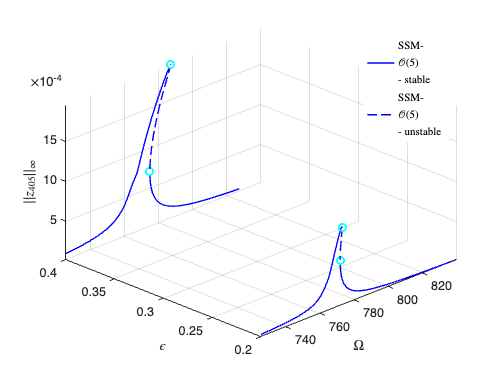 SSM-
𝒪(5)
- stable
SSM-
𝒪(5)
- unstable
×10⁻⁴
15
10
5
||z₄₀₅||∞
0.4
0.35
0.3
0.25
0.2
ϵ
740
760
780
800
820
Ω